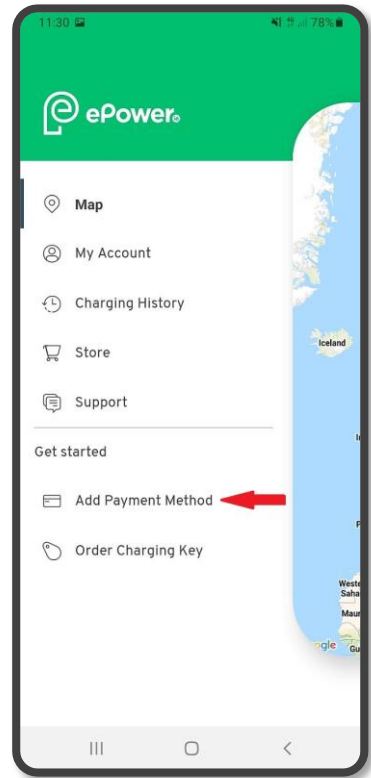 11:30 78%
ePower
Map
My Account
Charging History
Iceland
Store
Support
Get started
Add Payment Method
Order Charging Key